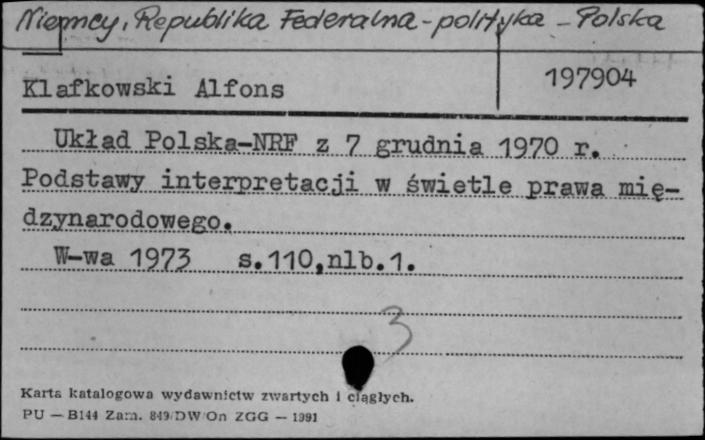 Niemcy, Republika Federalna - polityka - Polska
Klafkowski Alfons
197904
Układ Polska-NRF z 7 grudnia 1970 r.
Podstawy interpretacji w świetle prawa mię-
dzynarodowego.
W-wa 1973 s.110,nlb.1.
3
Karta katalogowa wydawnictw zwartych i ciągłych.
PU — B144 Zam. 849/DW/On ZGG — 1991